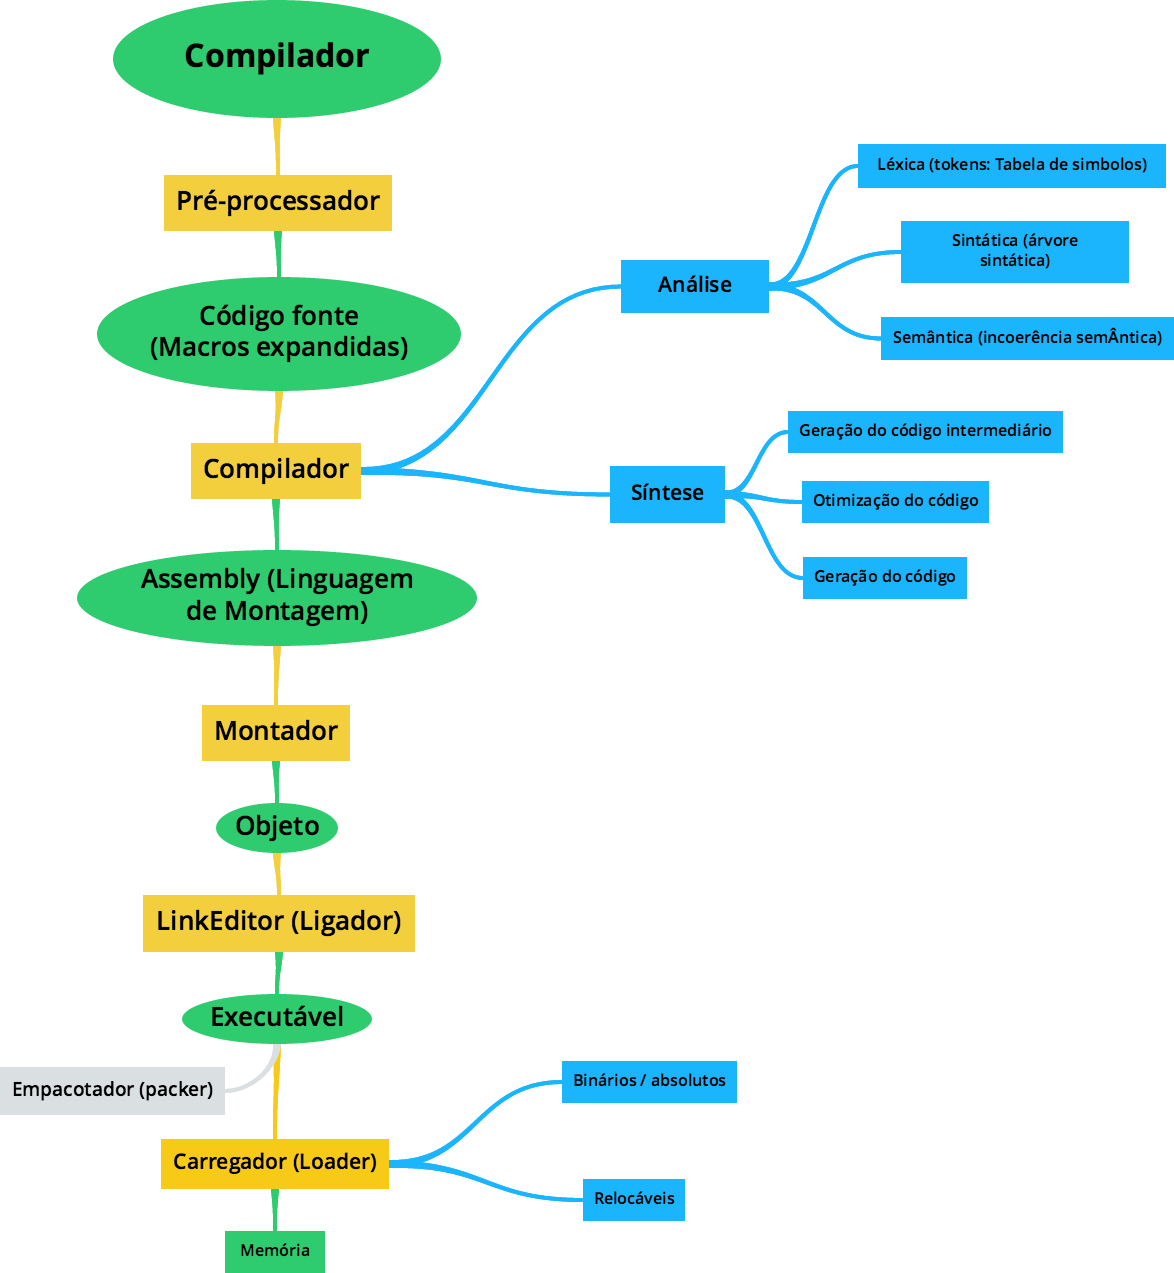 Compilador
Pré-processador
Código fonte
(Macros expandidas)
Compilador
Análise
Léxica (tokens: Tabela de simbolos)
Sintática (árvore
sintática)
Semântica (incoerência semÂntica)
Síntese
Geração do código intermediário
Otimização do código
Geração do código
Assembly (Linguagem
de Montagem)
Montador
Objeto
LinkEditor (Ligador)
Executável
Empacotador (packer)
Carregador (Loader)
Binários / absolutos
Relocáveis
Memória